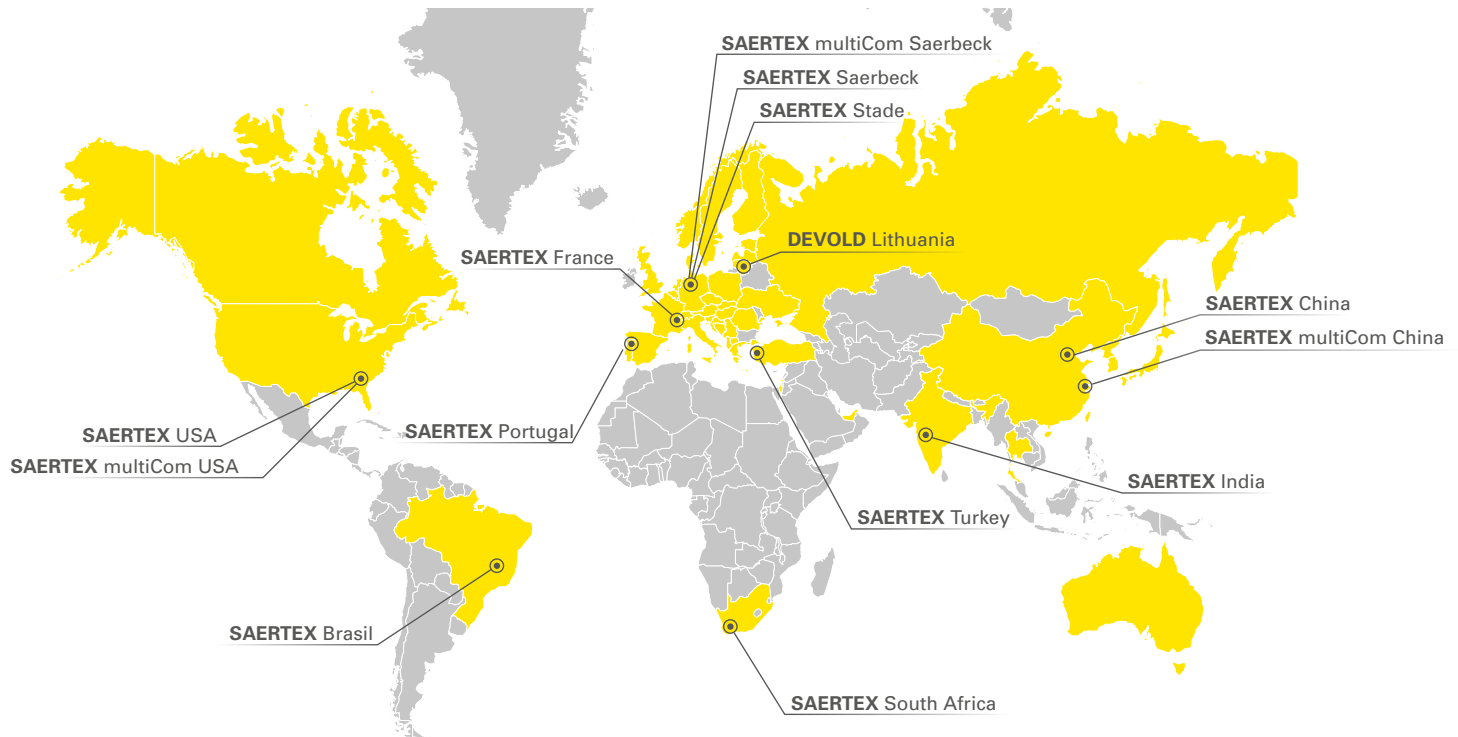 SAERTEX multiCom Saerbeck
SAERTEX Saerbeck
SAERTEX Stade
DEVOLD Lithuania
SAERTEX France
SAERTEX China
SAERTEX multiCom China
SAERTEX USA
SAERTEX Portugal
SAERTEX multiCom USA
SAERTEX India
SAERTEX Turkey
SAERTEX Brasil
SAERTEX South Africa